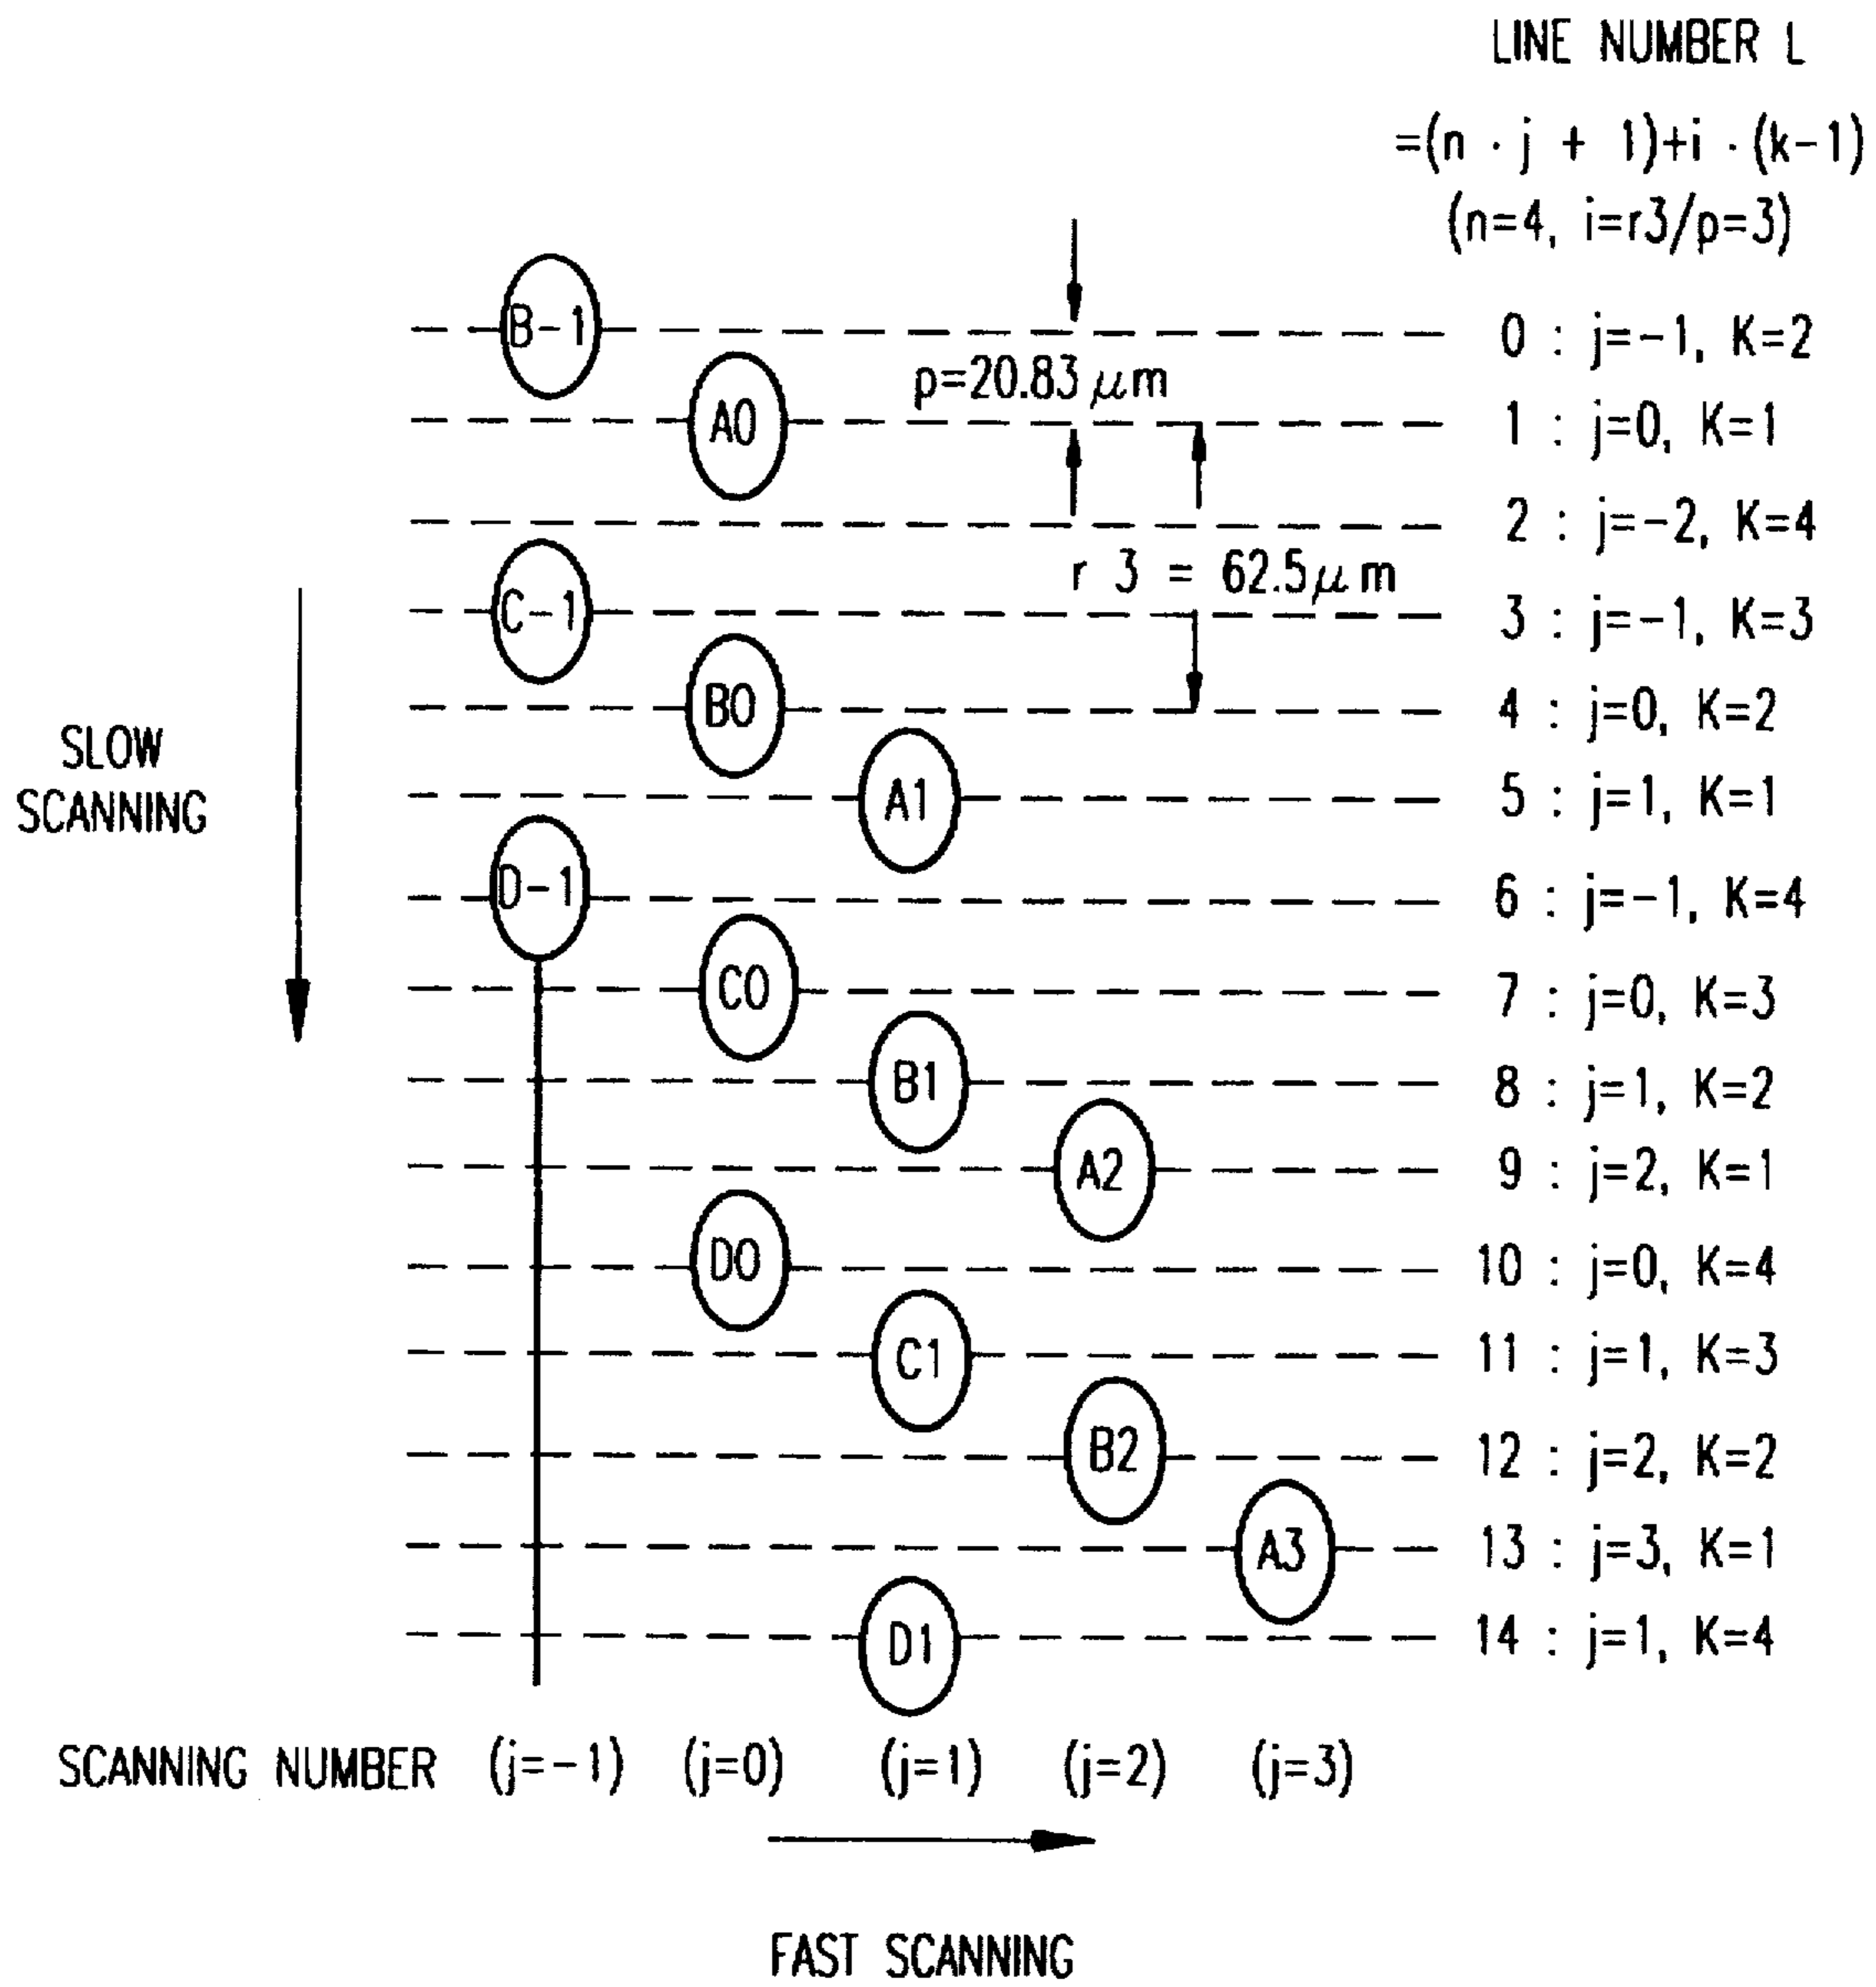 LINE NUMBER L
=(n · j + 1)+i · (k-1)
(n=4, i=r3/p=3)
B-1
0 : j=-1, K=2
p=20.83 μm
A0
1 : j=0, K=1
2 : j=-2, K=4
r 3 = 62.5μm
C-1
3 : j=-1, K=3
B0
4 : j=0, K=2
SLOW
SCANNING
A1
5 : j=1, K=1
D-1
6 : j=-1, K=4
C0
7 : j=0, K=3
B1
8 : j=1, K=2
A2
9 : j=2, K=1
D0
10 : j=0, K=4
C1
11 : j=1, K=3
B2
12 : j=2, K=2
A3
13 : j=3, K=1
D1
14 : j=1, K=4
SCANNING NUMBER (j=-1) (j=0) (j=1) (j=2) (j=3)
FAST SCANNING